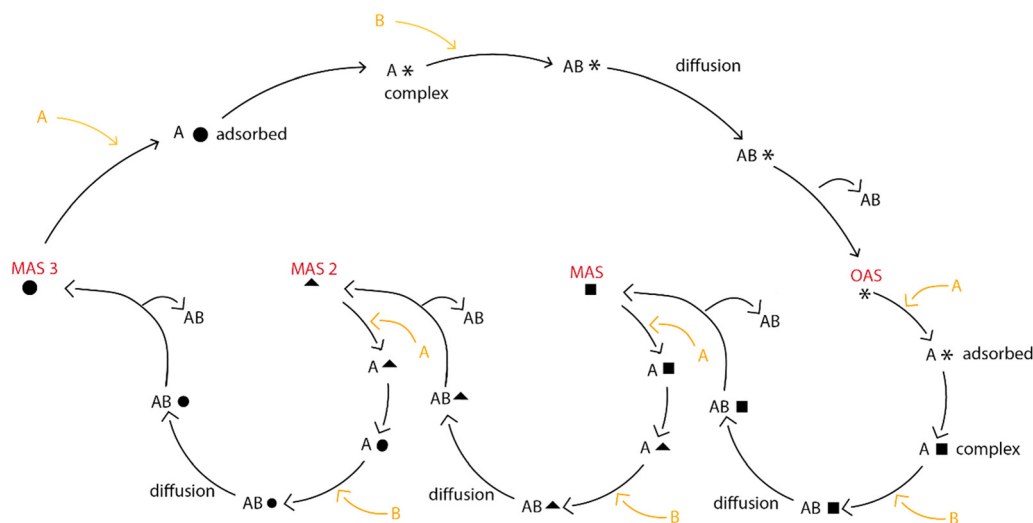 B
A *
complex
AB *
diffusion
A
A ● adsorbed
AB *
AB
MAS 3
●
MAS 2
▲
MAS
■
OAS
*
A
AB
AB
AB
A
A
A ▲
A ■
A * adsorbed
AB ●
AB ▲
AB ■
A ●
A ▲
A ■ complex
diffusion
diffusion
diffusion
AB ●
B
AB ▲
B
AB ■
B